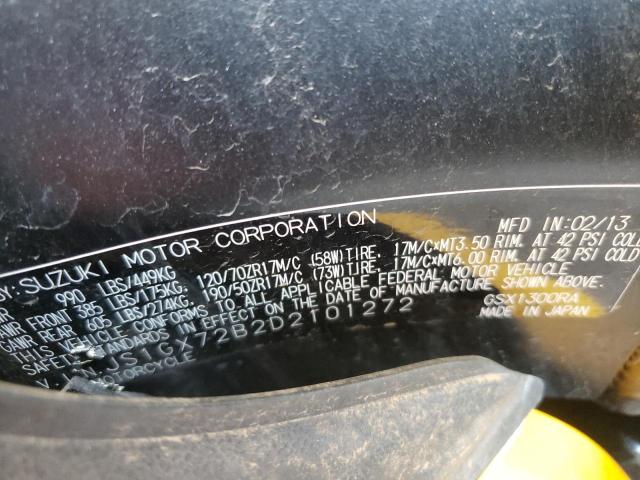 BY: SUZUKI MOTOR CORPORATION MFD IN: 02/13
990 LBS/449KG
GAWR FRONT 385 LBS/175KG 120/70ZR17M/C (58W)TIRE, 17M/C×MT3.50 RIM. AT 42 PSI COLD
GAWR REAR 605 LBS/274KG. 190/50ZR17M/C (73W)TIRE, 17M/C×MT6.00 RIM. AT 42 PSI COLD
THIS VEHICLE CONFORMS TO ALL APPLICABLE FEDERAL MOTOR VEHICLE
SAFETY STANDARDS IN EFFECT ON THE DATE OF MANUFACTURE SHOWN ABOVE.
JS1GX72B2D2101272 GSX1300RA
MOTORCYCLE MADE IN JAPAN